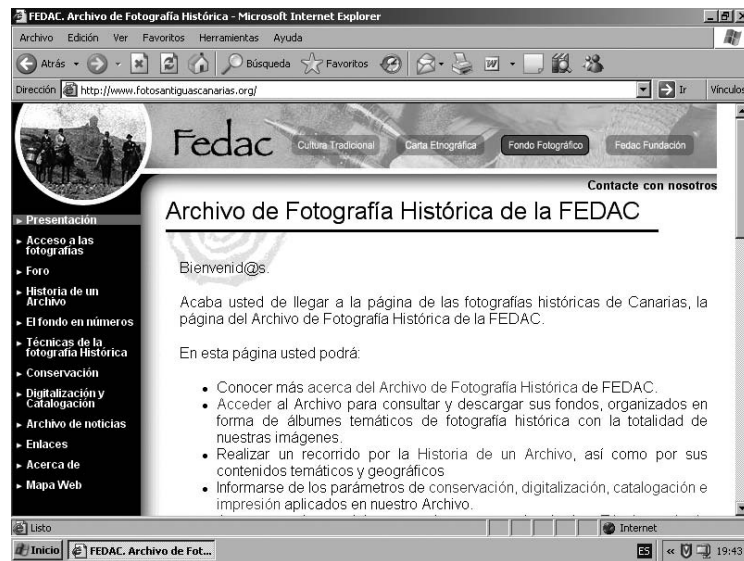 FEDAC. Archivo de Fotografía Histórica - Microsoft Internet Explorer
Archivo Edición Ver Favoritos Herramientas Ayuda
Atrás Búsqueda Favoritos
Dirección http://www.fotosantiguascanarias.org/ Ir Vínculos
Fedac Cultura Tradicional Carta Etnográfica Fondo Fotográfico Fedac Fundación
Contacte con nosotros
Presentación
Acceso a las
fotografías
Foro
Historia de un
Archivo
El fondo en números
Técnicas de la
fotografía Histórica
Conservación
Digitalización y
Catalogación
Archivo de noticias
Enlaces
Acerca de
Mapa Web
Archivo de Fotografía Histórica de la FEDAC
Bienvenid@s.
Acaba usted de llegar a la página de las fotografías históricas de Canarias, la
página del Archivo de Fotografía Histórica de la FEDAC.
En esta página usted podrá:
• Conocer más acerca del Archivo de Fotografía Histórica de FEDAC.
• Acceder al Archivo para consultar y descargar sus fondos, organizados en
forma de álbumes temáticos de fotografía histórica con la totalidad de
nuestras imágenes.
• Realizar un recorrido por la Historia de un Archivo, así como por sus
contenidos temáticos y geográficos
• Informarse de los parámetros de conservación, digitalización, catalogación e
impresión aplicados en nuestro Archivo.
Listo Internet
Inicio FEDAC. Archivo de Fot... ES « 19:43